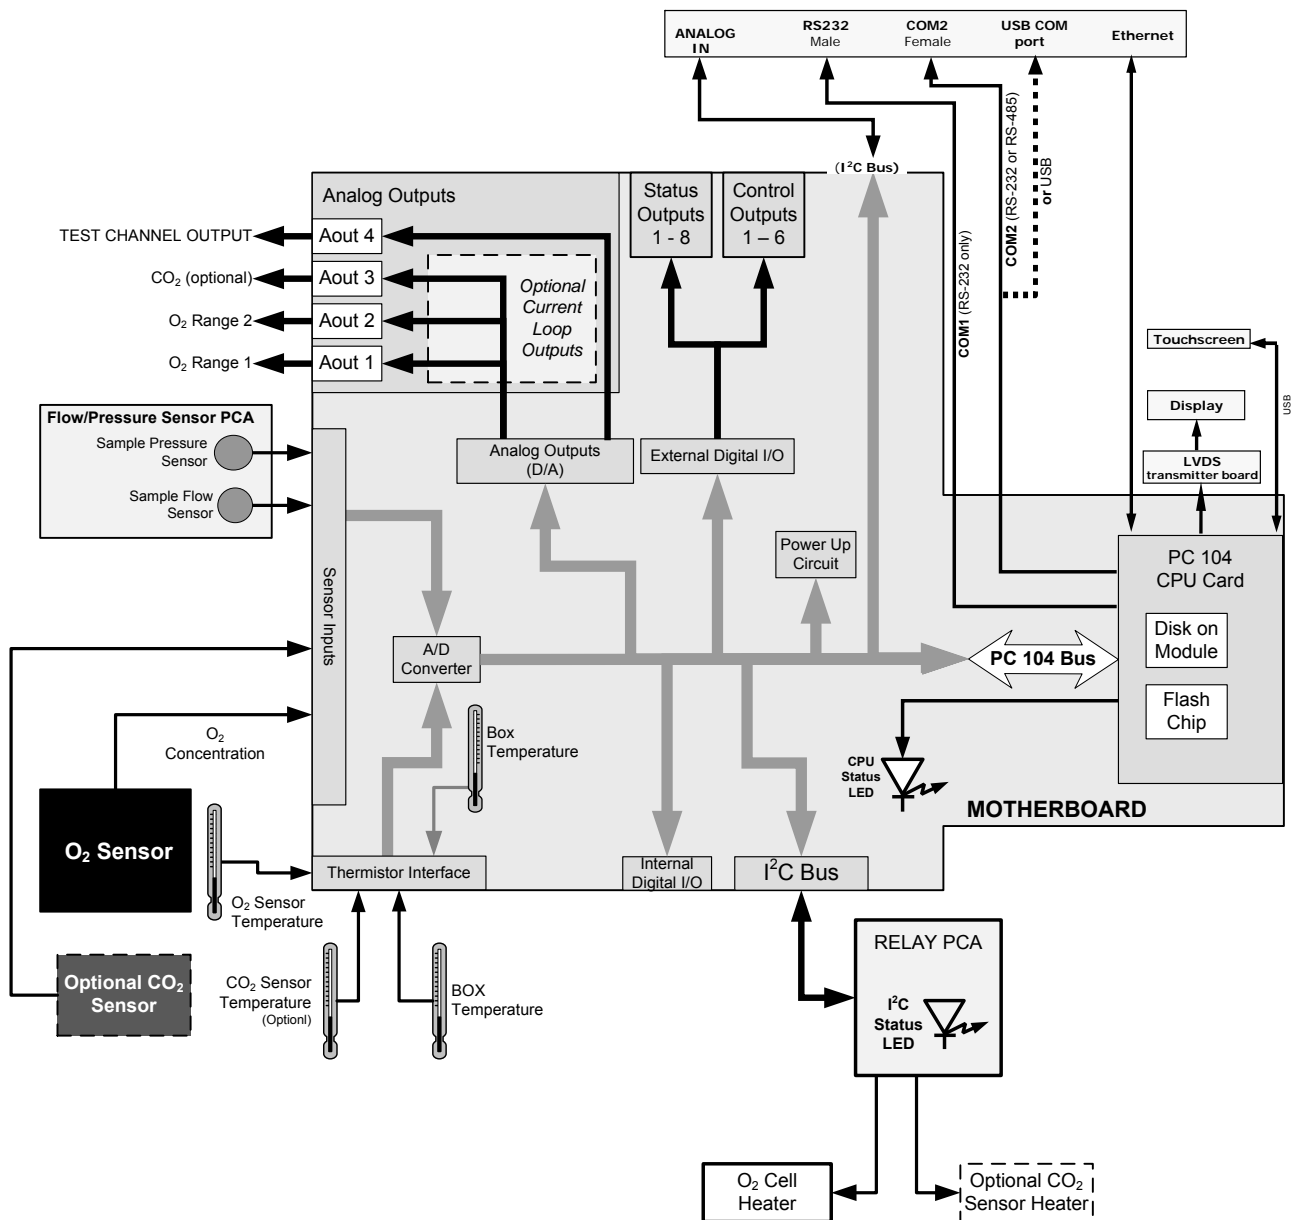 ANALOG
IN
RS232
Male
COM2
Female
USB COM
port
Ethernet
(I²C Bus)
COM1 (RS-232 only)
COM2 (RS-232 or RS-485)
or USB
Analog Outputs
Status
Outputs
1 - 8
Control
Outputs
1 – 6
TEST CHANNEL OUTPUT
Aout 4
CO₂ (optional)
Aout 3
O₂ Range 2
Aout 2
O₂ Range 1
Aout 1
Optional
Current
Loop
Outputs
Touchscreen
USB
Display
LVDS
transmitter board
Flow/Pressure Sensor PCA
Sample Pressure
Sensor
Sample Flow
Sensor
Analog Outputs
(D/A)
External Digital I/O
Power Up
Circuit
PC 104
CPU Card
Disk on
Module
Flash
Chip
Sensor Inputs
A/D
Converter
PC 104 Bus
O₂
Concentration
Box
Temperature
CPU
Status
LED
MOTHERBOARD
O₂ Sensor
Thermistor Interface
Internal
Digital I/O
I²C Bus
O₂ Sensor
Temperature
Optional CO₂
Sensor
CO₂ Sensor
Temperature
(Optionl)
BOX
Temperature
RELAY PCA
I²C
Status
LED
O₂ Cell
Heater
Optional CO₂
Sensor Heater